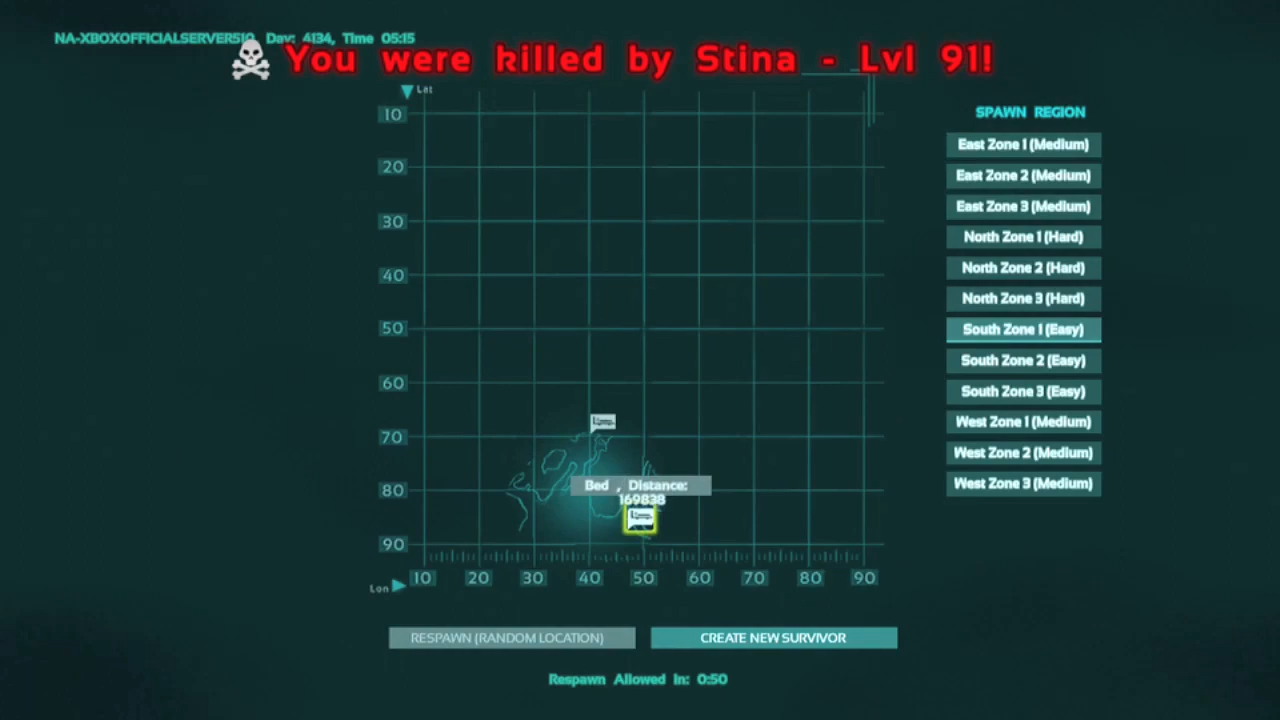 NA-XBOXOFFICIALSERVER510 Day: 4134, Time 05:15
You were killed by Stina - Lvl 91!
Lat
10
20
30
40
50
60
70
80
90
Bed , Distance:
169838
Lon
10 20 30 40 50 60 70 80 90
SPAWN REGION
East Zone 1 (Medium)
East Zone 2 (Medium)
East Zone 3 (Medium)
North Zone 1 (Hard)
North Zone 2 (Hard)
North Zone 3 (Hard)
South Zone 1 (Easy)
South Zone 2 (Easy)
South Zone 3 (Easy)
West Zone 1 (Medium)
West Zone 2 (Medium)
West Zone 3 (Medium)
RESPAWN (RANDOM LOCATION)
CREATE NEW SURVIVOR
Respawn Allowed In: 0:50